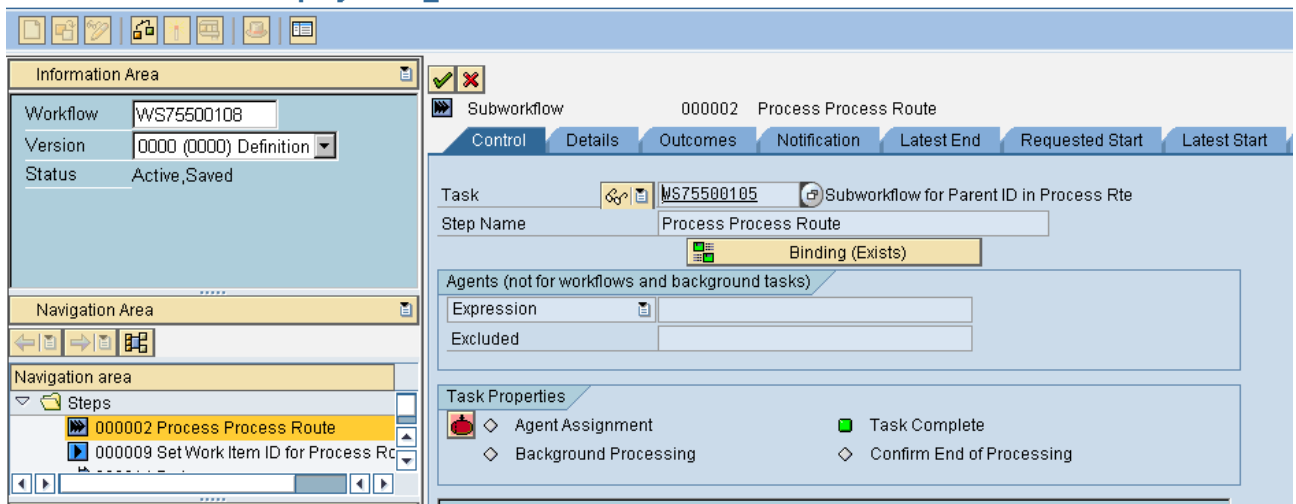 Information Area
Workflow WS75500108
Version 0000 (0000) Definition
Status Active,Saved
Navigation Area
Navigation area
Steps
000002 Process Process Route
000009 Set Work Item ID for Process Ro
Subworkflow 000002 Process Process Route
Control Details Outcomes Notification Latest End Requested Start Latest Start
Task WS75500105 Subworkflow for Parent ID in Process Rte
Step Name Process Process Route
Binding (Exists)
Agents (not for workflows and background tasks)
Expression
Excluded
Task Properties
Agent Assignment Task Complete
Background Processing Confirm End of Processing